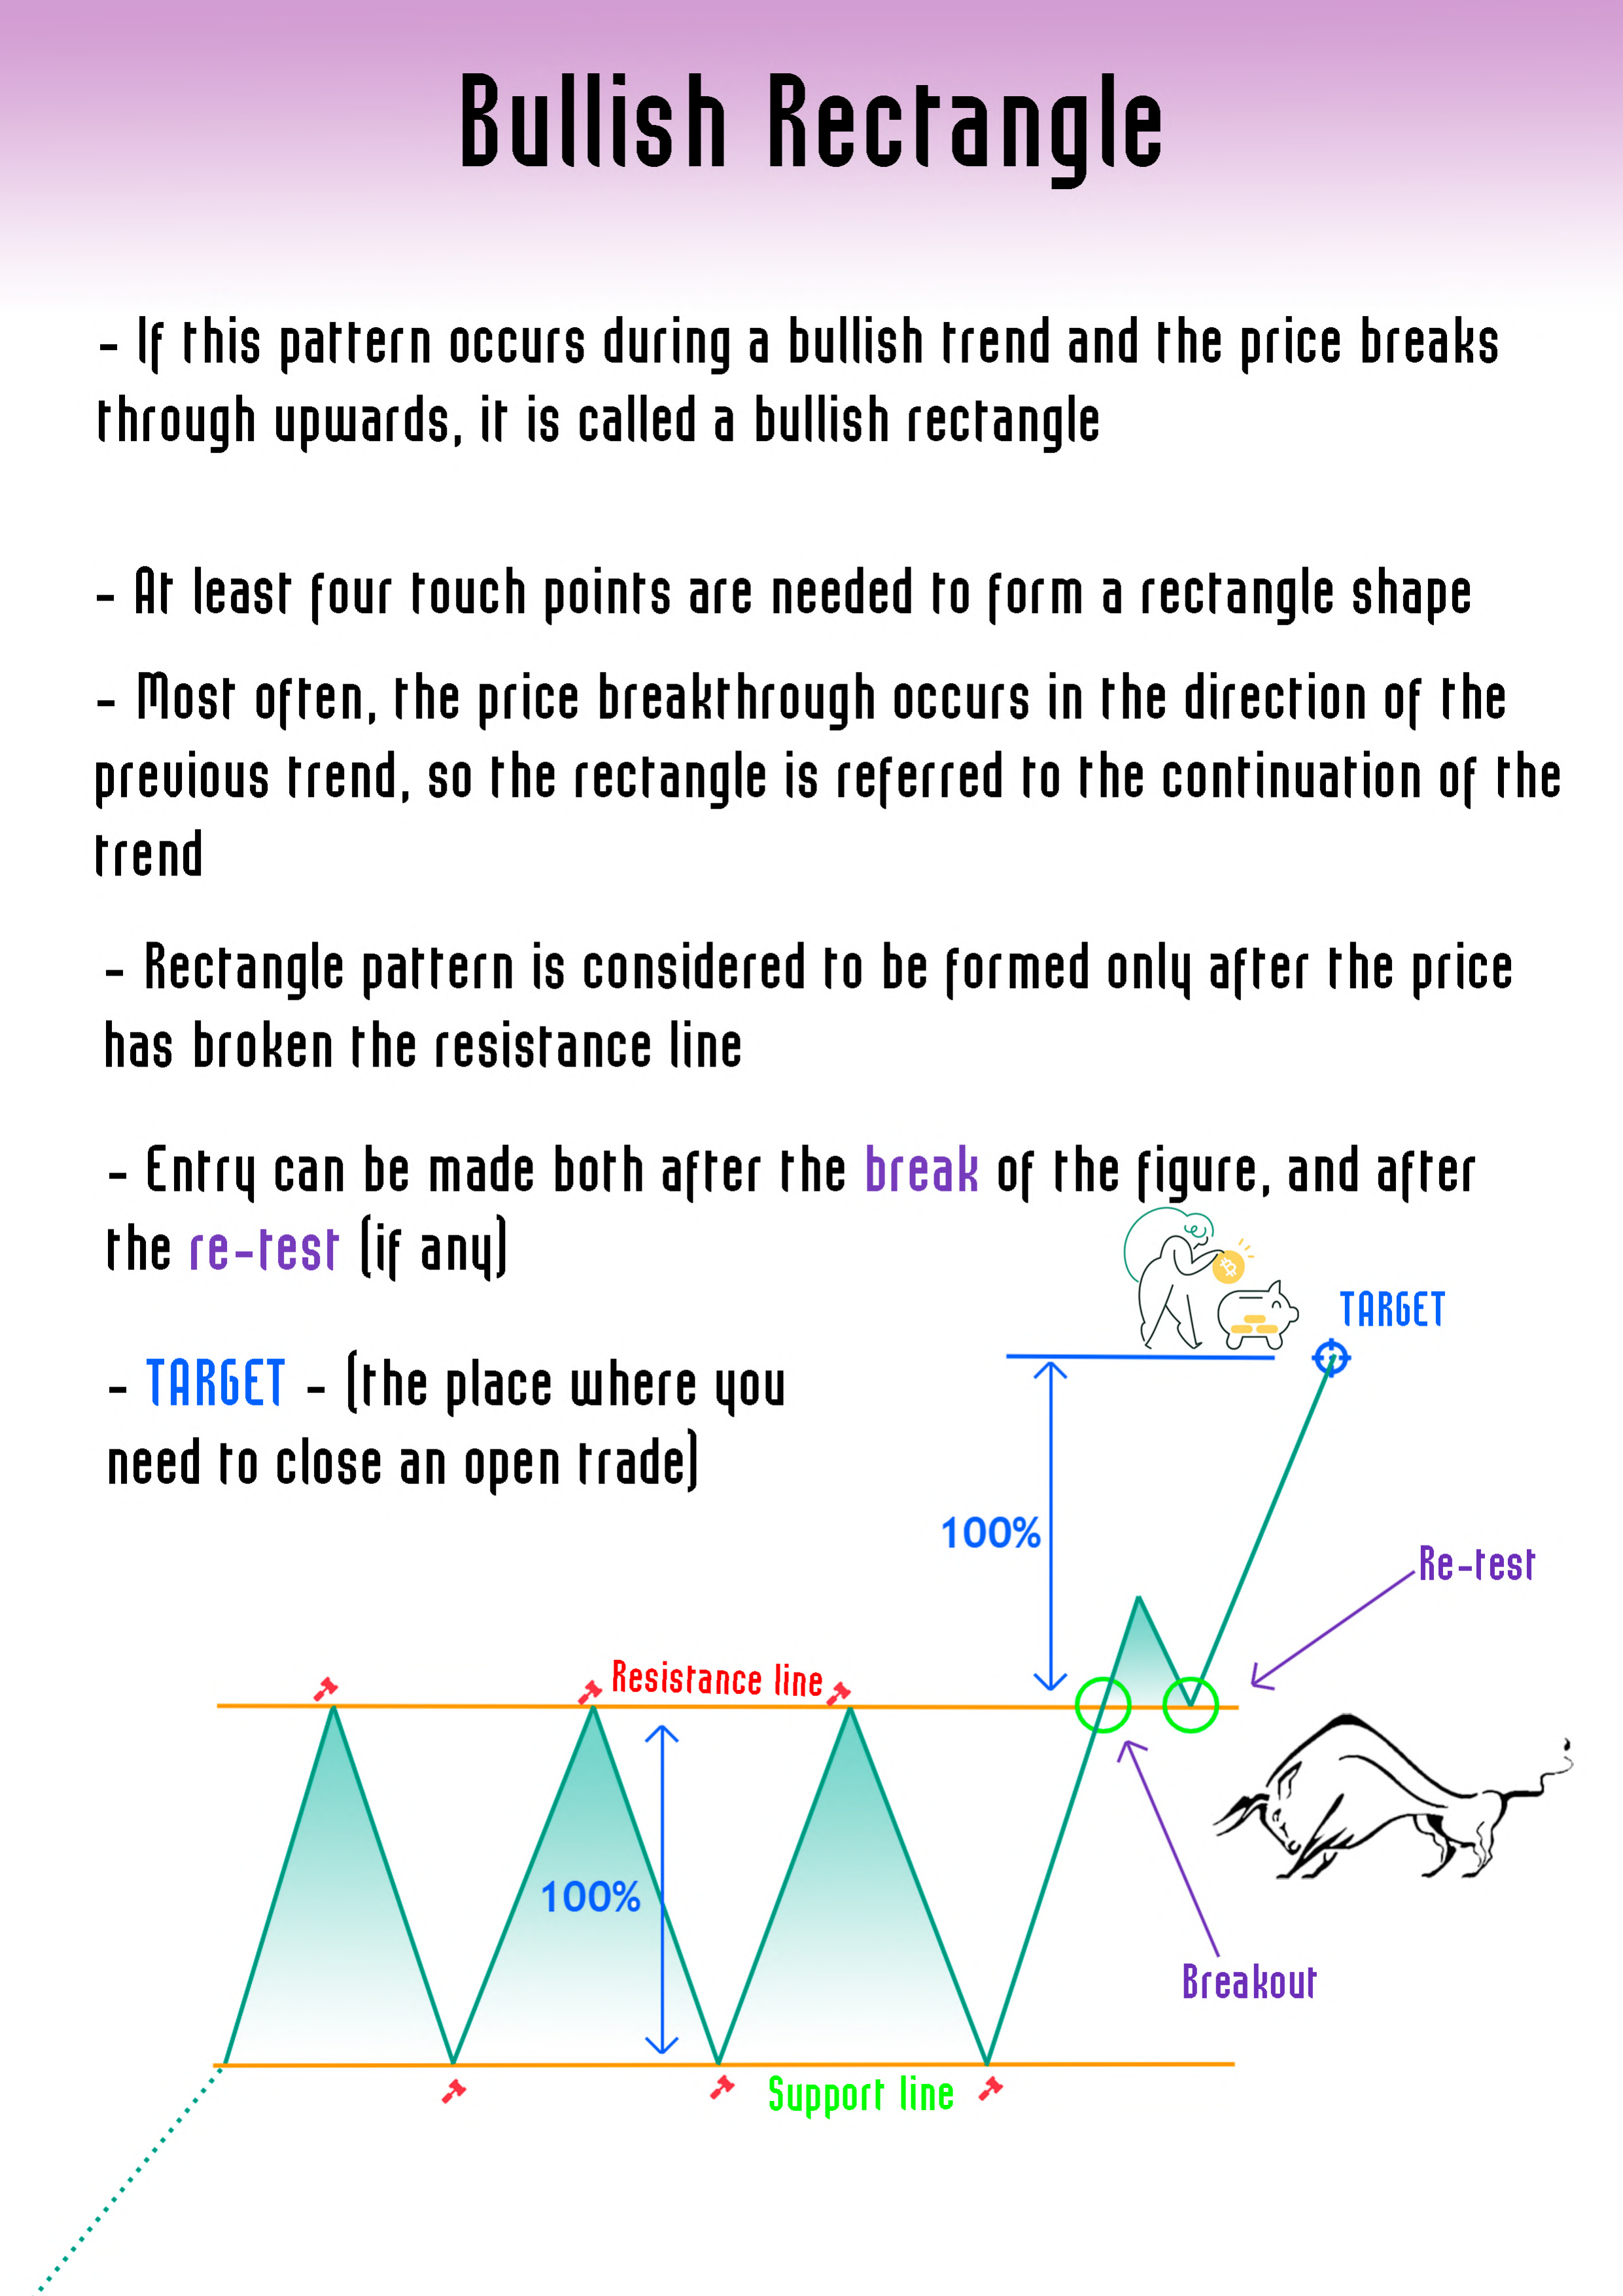 Bullish Rectangle
- If this pattern occurs during a bullish trend and the price breaks
through upwards, it is called a bullish rectangle
- At least four touch points are needed to form a rectangle shape
- Most often, the price breakthrough occurs in the direction of the
previous trend, so the rectangle is referred to the continuation of the
trend
- Rectangle pattern is considered to be formed only after the price
has broken the resistance line
- Entry can be made both after the break of the figure, and after
the re-test (if any)
- TARGET - (the place where you
need to close an open trade)
TARGET
100%
Re-test
Resistance line
100%
Breakout
Support line